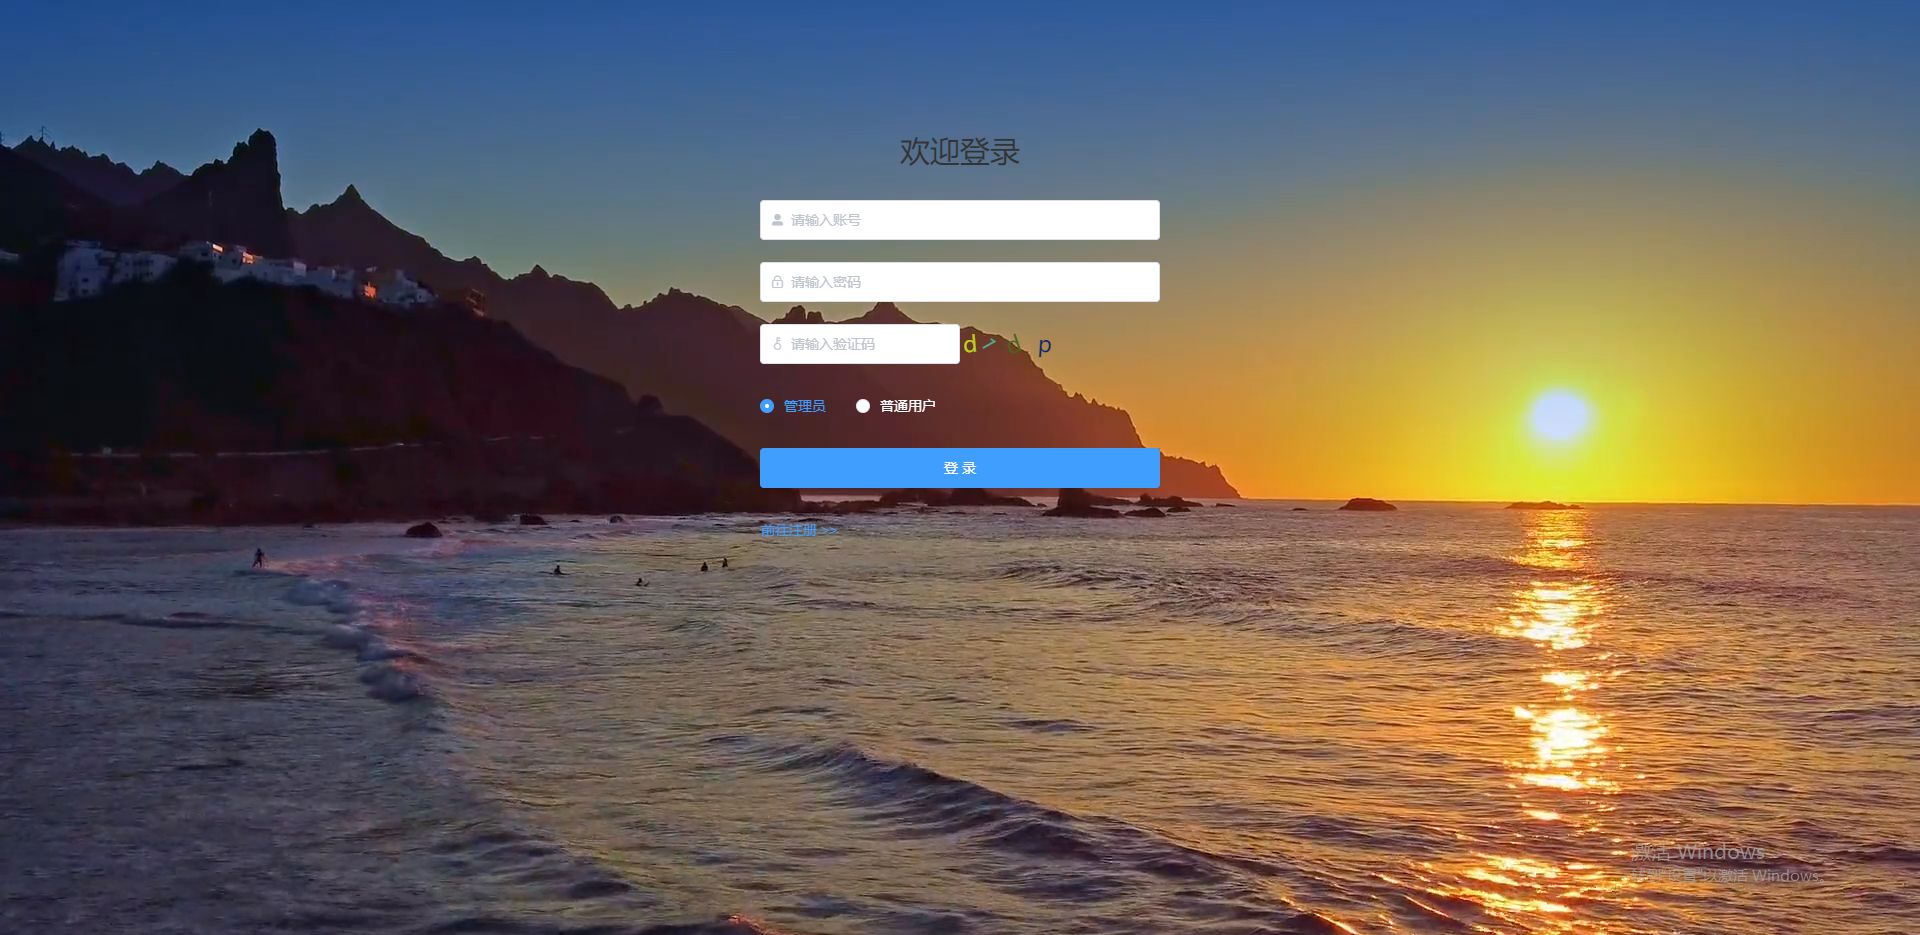 欢迎登录
请输入账号
请输入密码
请输入验证码
管理员 普通用户
登 录
前往注册 >>
激活 Windows
转到"设置"以激活 Windows。